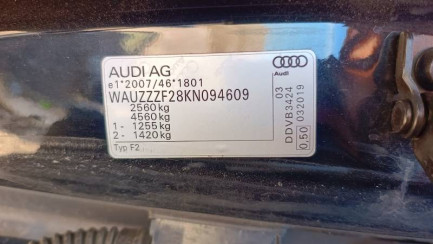 AUDI AG
Audi
e1*2007/46*1801
WAUZZZF28KN094609
2560kg
4560kg
1- 1255kg
2- 1420kg
Typ F2
03
DDVB3424
032019
0.50